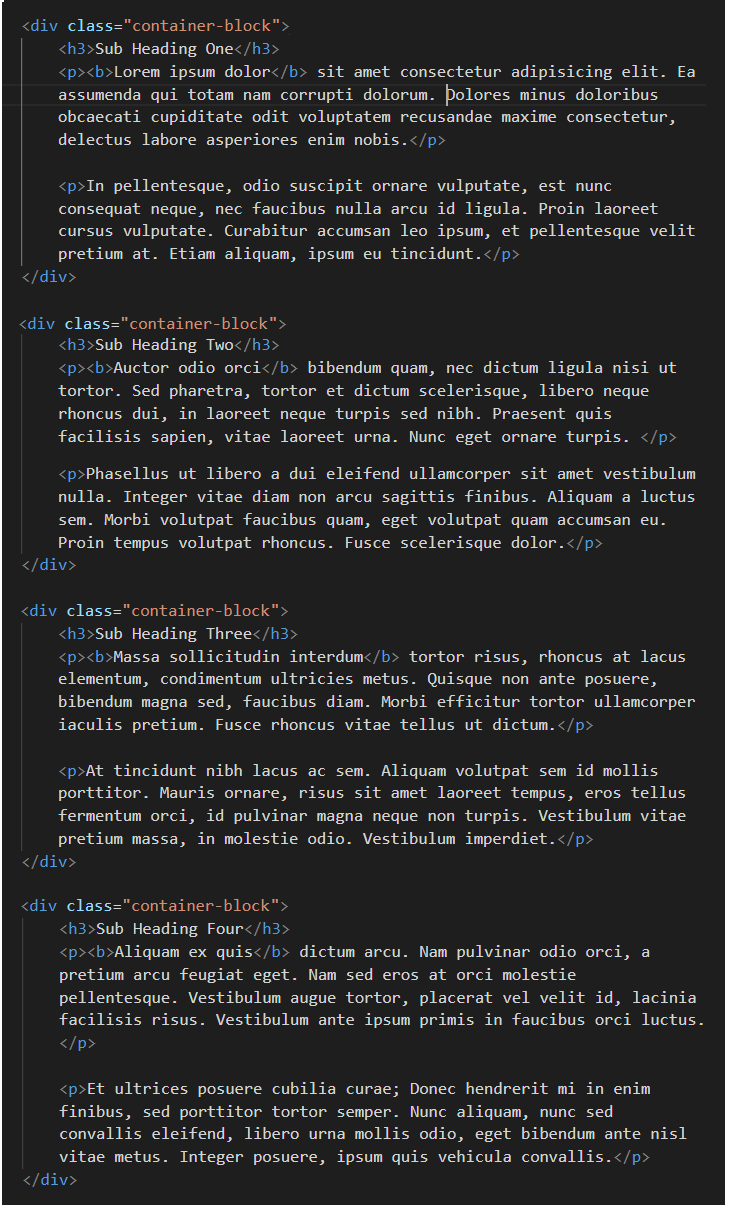 <div class="container-block">
<h3>Sub Heading One</h3>
<p><b>Lorem ipsum dolor</b> sit amet consectetur adipisicing elit. Ea
assumenda qui totam nam corrupti dolorum. Dolores minus doloribus
obcaecati cupiditate odit voluptatem recusandae maxime consectetur,
delectus labore asperiores enim nobis.</p>
<p>In pellentesque, odio suscipit ornare vulputate, est nunc
consequat neque, nec faucibus nulla arcu id ligula. Proin laoreet
cursus vulputate. Curabitur accumsan leo ipsum, et pellentesque velit
pretium at. Etiam aliquam, ipsum eu tincidunt.</p>
</div>
<div class="container-block">
<h3>Sub Heading Two</h3>
<p><b>Auctor odio orci</b> bibendum quam, nec dictum ligula nisi ut
tortor. Sed pharetra, tortor et dictum scelerisque, libero neque
rhoncus dui, in laoreet neque turpis sed nibh. Praesent quis
facilisis sapien, vitae laoreet urna. Nunc eget ornare turpis. </p>
<p>Phasellus ut libero a dui eleifend ullamcorper sit amet vestibulum
nulla. Integer vitae diam non arcu sagittis finibus. Aliquam a luctus
sem. Morbi volutpat faucibus quam, eget volutpat quam accumsan eu.
Proin tempus volutpat rhoncus. Fusce scelerisque dolor.</p>
</div>
<div class="container-block">
<h3>Sub Heading Three</h3>
<p><b>Massa sollicitudin interdum</b> tortor risus, rhoncus at lacus
elementum, condimentum ultricies metus. Quisque non ante posuere,
bibendum magna sed, faucibus diam. Morbi efficitur tortor ullamcorper
iaculis pretium. Fusce rhoncus vitae tellus ut dictum.</p>
<p>At tincidunt nibh lacus ac sem. Aliquam volutpat sem id mollis
porttitor. Mauris ornare, risus sit amet laoreet tempus, eros tellus
fermentum orci, id pulvinar magna neque non turpis. Vestibulum vitae
pretium massa, in molestie odio. Vestibulum imperdiet.</p>
</div>
<div class="container-block">
<h3>Sub Heading Four</h3>
<p><b>Aliquam ex quis</b> dictum arcu. Nam pulvinar odio orci, a
pretium arcu feugiat eget. Nam sed eros at orci molestie
pellentesque. Vestibulum augue tortor, placerat vel velit id, lacinia
facilisis risus. Vestibulum ante ipsum primis in faucibus orci luctus.
</p>
<p>Et ultrices posuere cubilia curae; Donec hendrerit mi in enim
finibus, sed porttitor tortor semper. Nunc aliquam, nunc sed
convallis eleifend, libero urna mollis odio, eget bibendum ante nisl
vitae metus. Integer posuere, ipsum quis vehicula convallis.</p>
</div>